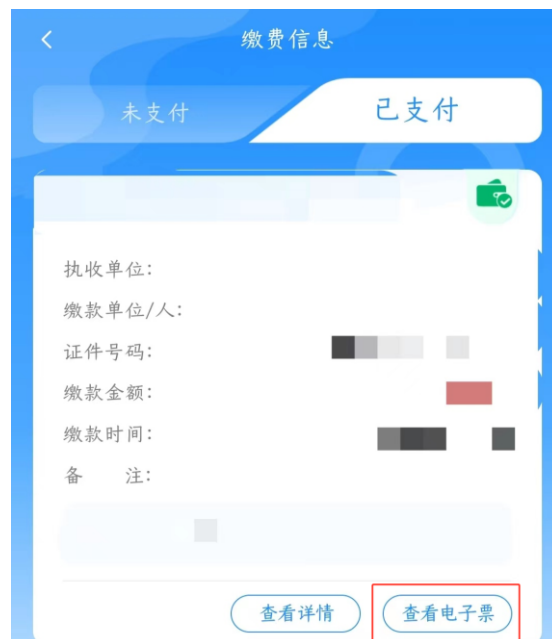 缴费信息
未支付 已支付
执收单位:
缴款单位/人:
证件号码:
缴款金额:
缴款时间:
备 注:
查看详情 查看电子票